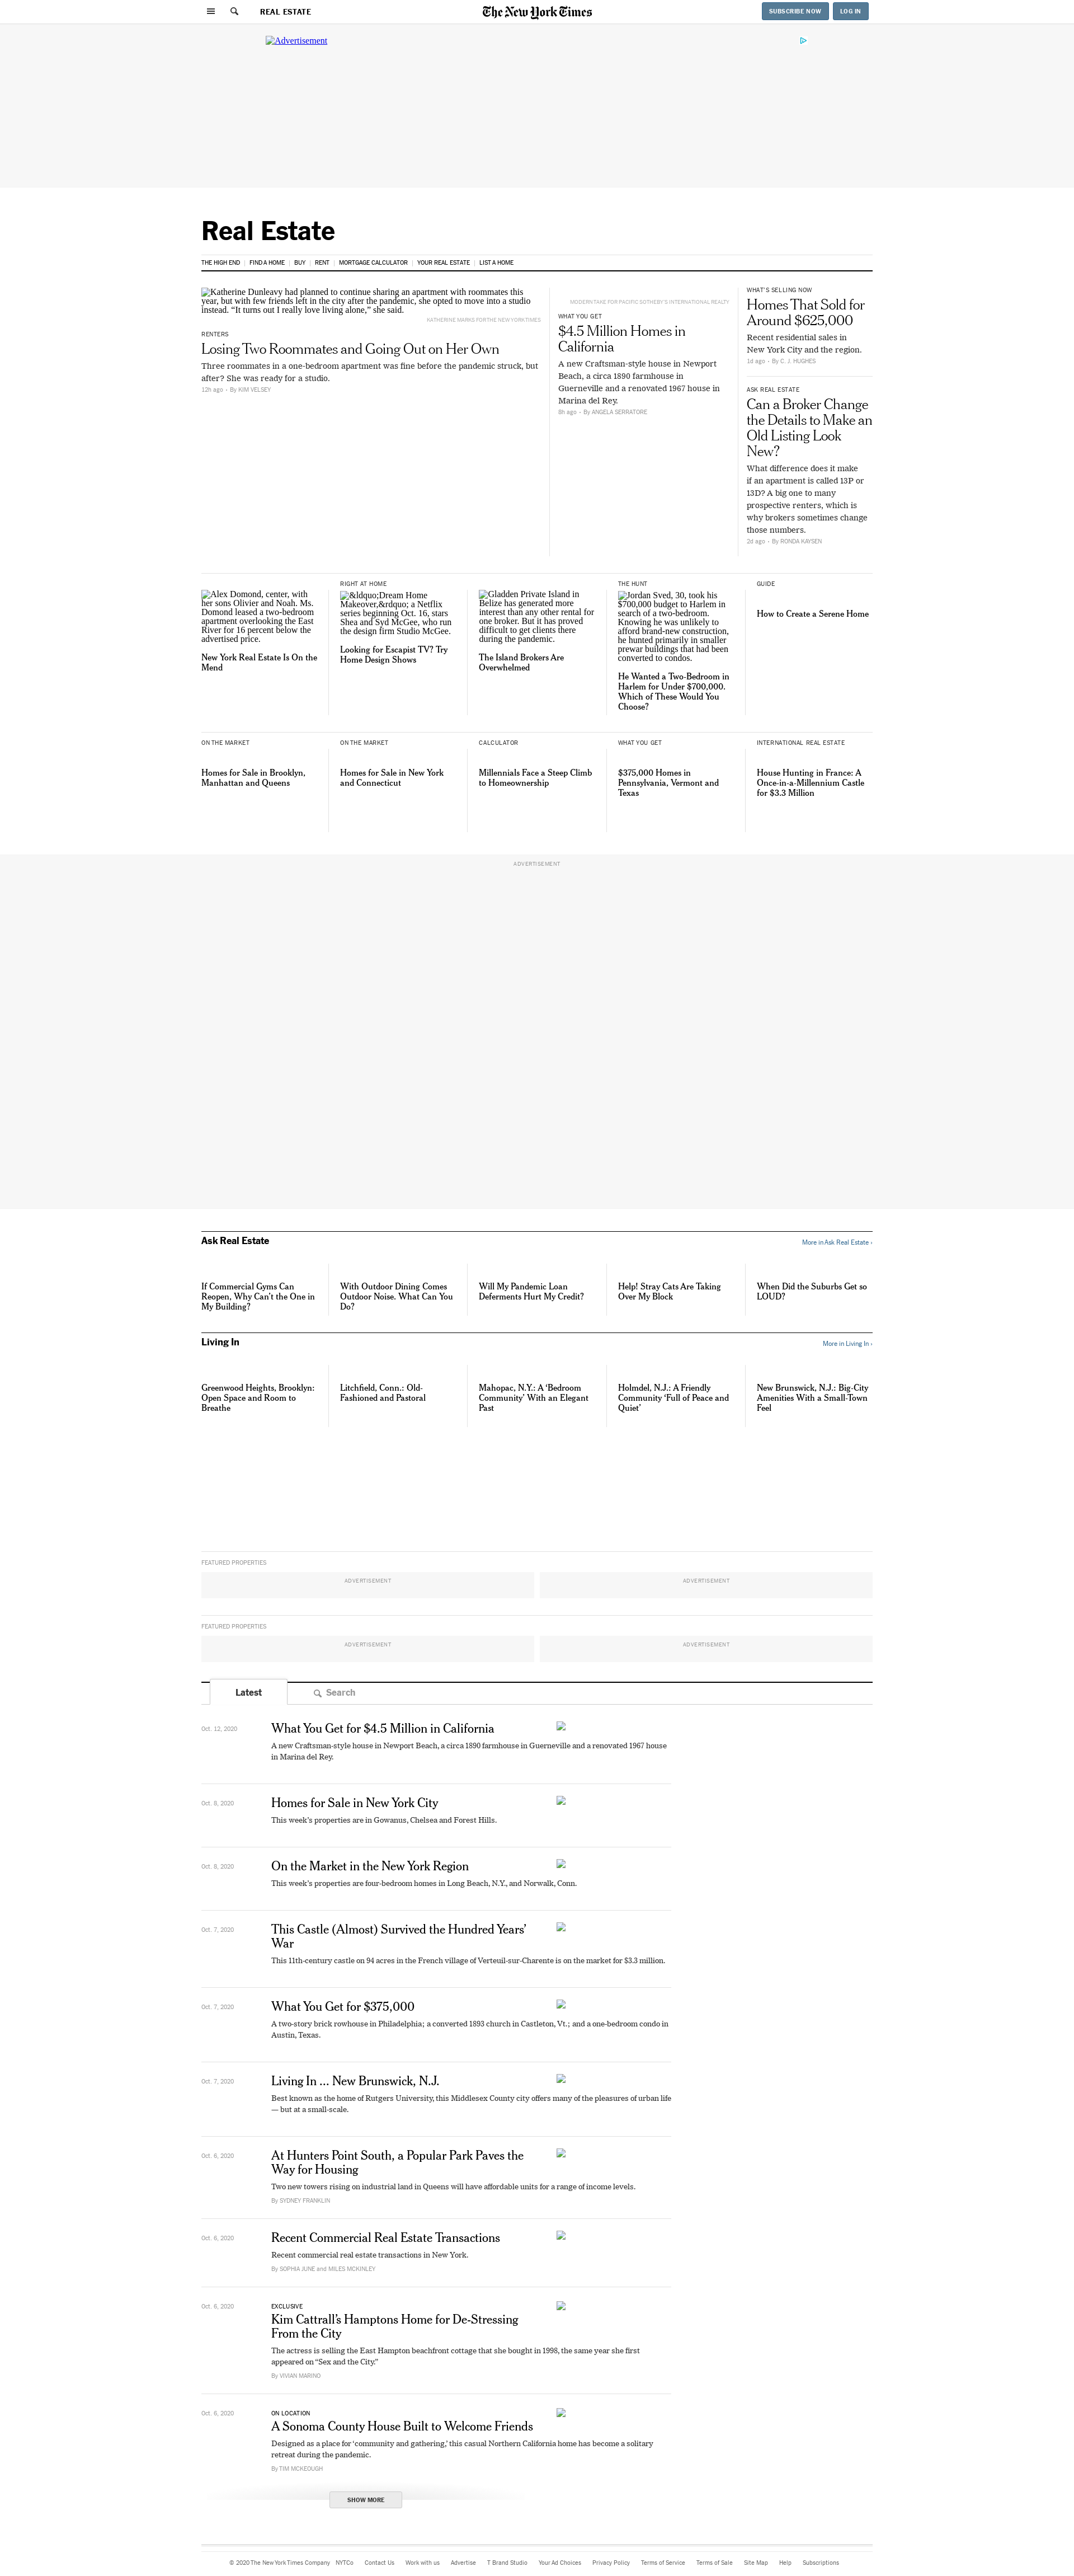 REAL ESTATE
The New York Times
SUBSCRIBE NOW
LOG IN
Advertisement
Real Estate
THE HIGH END
FIND A HOME
BUY
RENT
MORTGAGE CALCULATOR
YOUR REAL ESTATE
LIST A HOME
Katherine Dunleavy had planned to continue sharing an apartment with roommates this
year, but with few friends left in the city after the pandemic, she opted to move into a studio
instead. “It turns out I really love living alone,” she said.
KATHERINE MARKS FOR THE NEW YORK TIMES
RENTERS
Losing Two Roommates and Going Out on Her Own
Three roommates in a one-bedroom apartment was fine before the pandemic struck, but
after? She was ready for a studio.
12h ago · By KIM VELSEY
MODERN TAKE FOR PACIFIC SOTHEBY'S INTERNATIONAL REALTY
WHAT YOU GET
$4.5 Million Homes in
California
A new Craftsman-style house in Newport
Beach, a circa 1890 farmhouse in
Guerneville and a renovated 1967 house in
Marina del Rey.
8h ago · By ANGELA SERRATORE
WHAT'S SELLING NOW
Homes That Sold for
Around $625,000
Recent residential sales in
New York City and the region.
1d ago · By C. J. HUGHES
ASK REAL ESTATE
Can a Broker Change
the Details to Make an
Old Listing Look
New?
What difference does it make
if an apartment is called 13P or
13D? A big one to many
prospective renters, which is
why brokers sometimes change
those numbers.
2d ago · By RONDA KAYSEN
Alex Domond, center, with
her sons Olivier and Noah. Ms.
Domond leased a two-bedroom
apartment overlooking the East
River for 16 percent below the
advertised price.
New York Real Estate Is On the
Mend
RIGHT AT HOME
&ldquo;Dream Home
Makeover,&rdquo; a Netflix
series beginning Oct. 16, stars
Shea and Syd McGee, who run
the design firm Studio McGee.
Looking for Escapist TV? Try
Home Design Shows
Gladden Private Island in
Belize has generated more
interest than any other rental for
one broker. But it has proved
difficult to get clients there
during the pandemic.
The Island Brokers Are
Overwhelmed
THE HUNT
Jordan Sved, 30, took his
$700,000 budget to Harlem in
search of a two-bedroom.
Knowing he was unlikely to
afford brand-new construction,
he hunted primarily in smaller
prewar buildings that had been
converted to condos.
He Wanted a Two-Bedroom in
Harlem for Under $700,000.
Which of These Would You
Choose?
GUIDE
How to Create a Serene Home
ON THE MARKET
Homes for Sale in Brooklyn,
Manhattan and Queens
ON THE MARKET
Homes for Sale in New York
and Connecticut
CALCULATOR
Millennials Face a Steep Climb
to Homeownership
WHAT YOU GET
$375,000 Homes in
Pennsylvania, Vermont and
Texas
INTERNATIONAL REAL ESTATE
House Hunting in France: A
Once-in-a-Millennium Castle
for $3.3 Million
ADVERTISEMENT
Ask Real Estate
More in Ask Real Estate ›
If Commercial Gyms Can
Reopen, Why Can't the One in
My Building?
With Outdoor Dining Comes
Outdoor Noise. What Can You
Do?
Will My Pandemic Loan
Deferments Hurt My Credit?
Help! Stray Cats Are Taking
Over My Block
When Did the Suburbs Get so
LOUD?
Living In
More in Living In ›
Greenwood Heights, Brooklyn:
Open Space and Room to
Breathe
Litchfield, Conn.: Old-
Fashioned and Pastoral
Mahopac, N.Y.: A ‘Bedroom
Community’ With an Elegant
Past
Holmdel, N.J.: A Friendly
Community ‘Full of Peace and
Quiet’
New Brunswick, N.J.: Big-City
Amenities With a Small-Town
Feel
FEATURED PROPERTIES
ADVERTISEMENT
ADVERTISEMENT
FEATURED PROPERTIES
ADVERTISEMENT
ADVERTISEMENT
Latest
Search
Oct. 12, 2020
What You Get for $4.5 Million in California
A new Craftsman-style house in Newport Beach, a circa 1890 farmhouse in Guerneville and a renovated 1967 house
in Marina del Rey.
Oct. 8, 2020
Homes for Sale in New York City
This week's properties are in Gowanus, Chelsea and Forest Hills.
Oct. 8, 2020
On the Market in the New York Region
This week's properties are four-bedroom homes in Long Beach, N.Y., and Norwalk, Conn.
Oct. 7, 2020
This Castle (Almost) Survived the Hundred Years’
War
This 11th-century castle on 94 acres in the French village of Verteuil-sur-Charente is on the market for $3.3 million.
Oct. 7, 2020
What You Get for $375,000
A two-story brick rowhouse in Philadelphia; a converted 1893 church in Castleton, Vt.; and a one-bedroom condo in
Austin, Texas.
Oct. 7, 2020
Living In ... New Brunswick, N.J.
Best known as the home of Rutgers University, this Middlesex County city offers many of the pleasures of urban life
— but at a small-scale.
Oct. 6, 2020
At Hunters Point South, a Popular Park Paves the
Way for Housing
Two new towers rising on industrial land in Queens will have affordable units for a range of income levels.
By SYDNEY FRANKLIN
Oct. 6, 2020
Recent Commercial Real Estate Transactions
Recent commercial real estate transactions in New York.
By SOPHIA JUNE and MILES MCKINLEY
Oct. 6, 2020
EXCLUSIVE
Kim Cattrall’s Hamptons Home for De-Stressing
From the City
The actress is selling the East Hampton beachfront cottage that she bought in 1998, the same year she first
appeared on “Sex and the City.”
By VIVIAN MARINO
Oct. 6, 2020
ON LOCATION
A Sonoma County House Built to Welcome Friends
Designed as a place for ‘community and gathering,’ this casual Northern California home has become a solitary
retreat during the pandemic.
By TIM MCKEOUGH
SHOW MORE
© 2020 The New York Times Company
NYTCo
Contact Us
Work with us
Advertise
T Brand Studio
Your Ad Choices
Privacy Policy
Terms of Service
Terms of Sale
Site Map
Help
Subscriptions